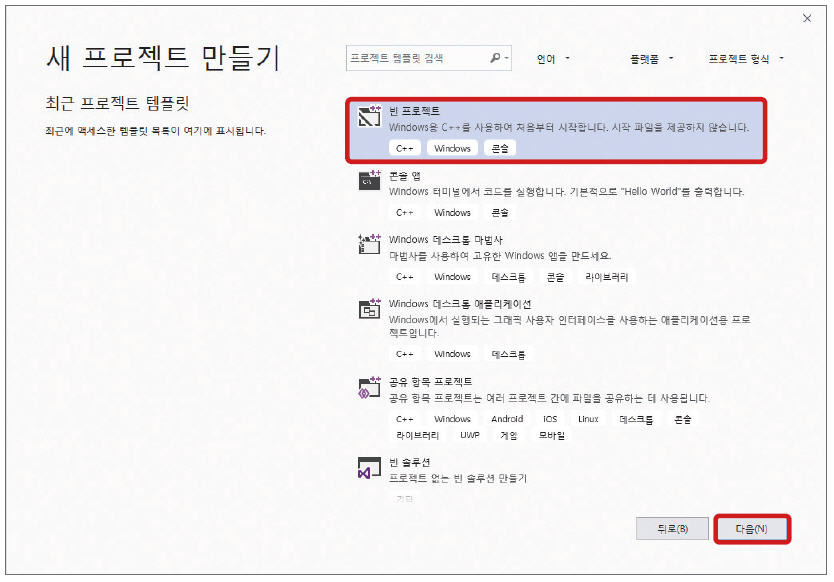 새 프로젝트 만들기
프로젝트 템플릿 검색
언어
플랫폼
프로젝트 형식
최근 프로젝트 템플릿
최근에 액세스한 템플릿 목록이 여기에 표시됩니다.
빈 프로젝트
Windows용 C++를 사용하여 처음부터 시작합니다. 시작 파일을 제공하지 않습니다.
C++ Windows 콘솔
콘솔 앱
Windows 터미널에서 코드를 실행합니다. 기본적으로 "Hello World"를 출력합니다.
C++ Windows 콘솔
Windows 데스크톱 마법사
마법사를 사용하여 고유한 Windows 앱을 만드세요.
C++ Windows 데스크톱 콘솔 라이브러리
Windows 데스크톱 애플리케이션
Windows에서 실행되는 그래픽 사용자 인터페이스를 사용하는 애플리케이션용 프로
젝트입니다.
C++ Windows 데스크톱
공유 항목 프로젝트
공유 항목 프로젝트는 여러 프로젝트 간에 파일을 공유하는 데 사용됩니다.
C++ Windows Android iOS Linux 데스크톱 콘솔
라이브러리 UWP 게임 모바일
빈 솔루션
프로젝트 없는 빈 솔루션 만들기
기타
뒤로(B)
다음(N)